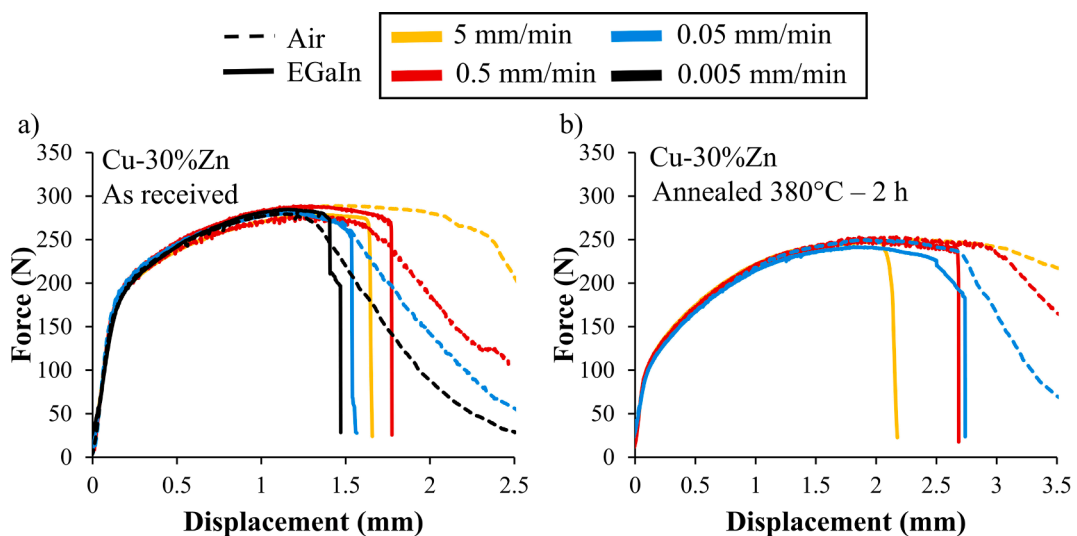 Air
EGaIn
5 mm/min
0.05 mm/min
0.5 mm/min
0.005 mm/min
a)
Cu-30%Zn
As received
Force (N)
350
300
250
200
150
100
50
0
0
0.5
1
1.5
2
2.5
Displacement (mm)
b)
Cu-30%Zn
Annealed 380°C – 2 h
Force (N)
350
300
250
200
150
100
50
0
0
0.5
1
1.5
2
2.5
3
3.5
Displacement (mm)